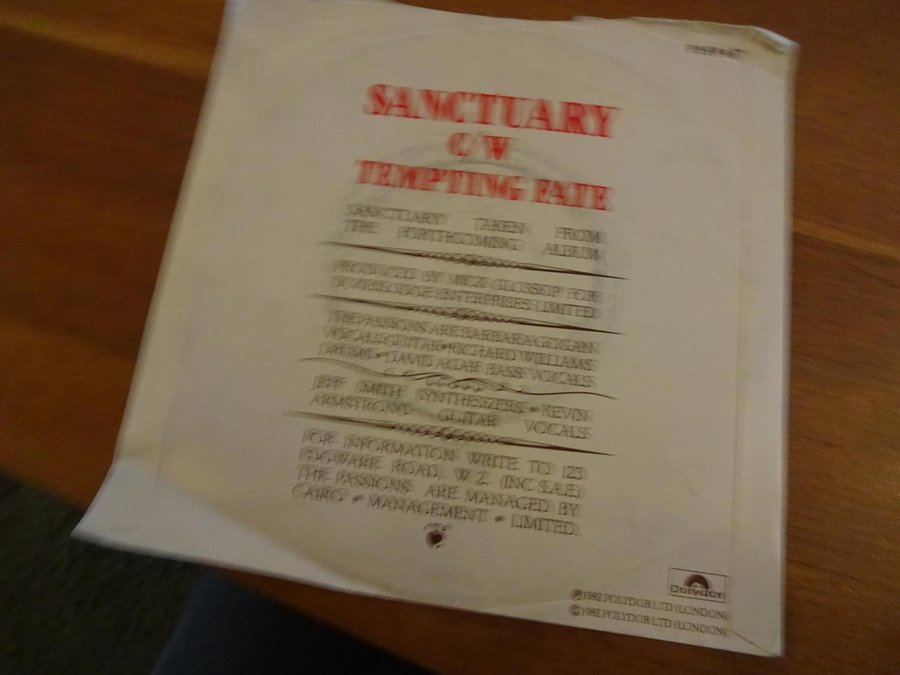 SANCTUARY
C/W
TEMPTING FATE
SANCTUARY TAKEN FROM
THE FORTHCOMING ALBUM
PRODUCED BY MICK GLOSSOP FOR
DUKESLODGE ENTERPRISES LIMITED
THE PASSIONS ARE BARBARA GOGAN
VOCALS GUITAR • RICHARD WILLIAMS
DRUMS • DAVID AGAR BASS VOCALS
JEFF SMITH SYNTHESIZERS • KEVIN
ARMSTRONG GUITAR VOCALS
FOR INFORMATION WRITE TO 123
EDGWARE ROAD, W 2. (INC S.A.E)
THE PASSIONS ARE MANAGED BY
CAIRO • MANAGEMENT • LIMITED.
Polydor
℗ 1982 POLYDOR LTD (LONDON)
© 1982 POLYDOR LTD (LONDON)